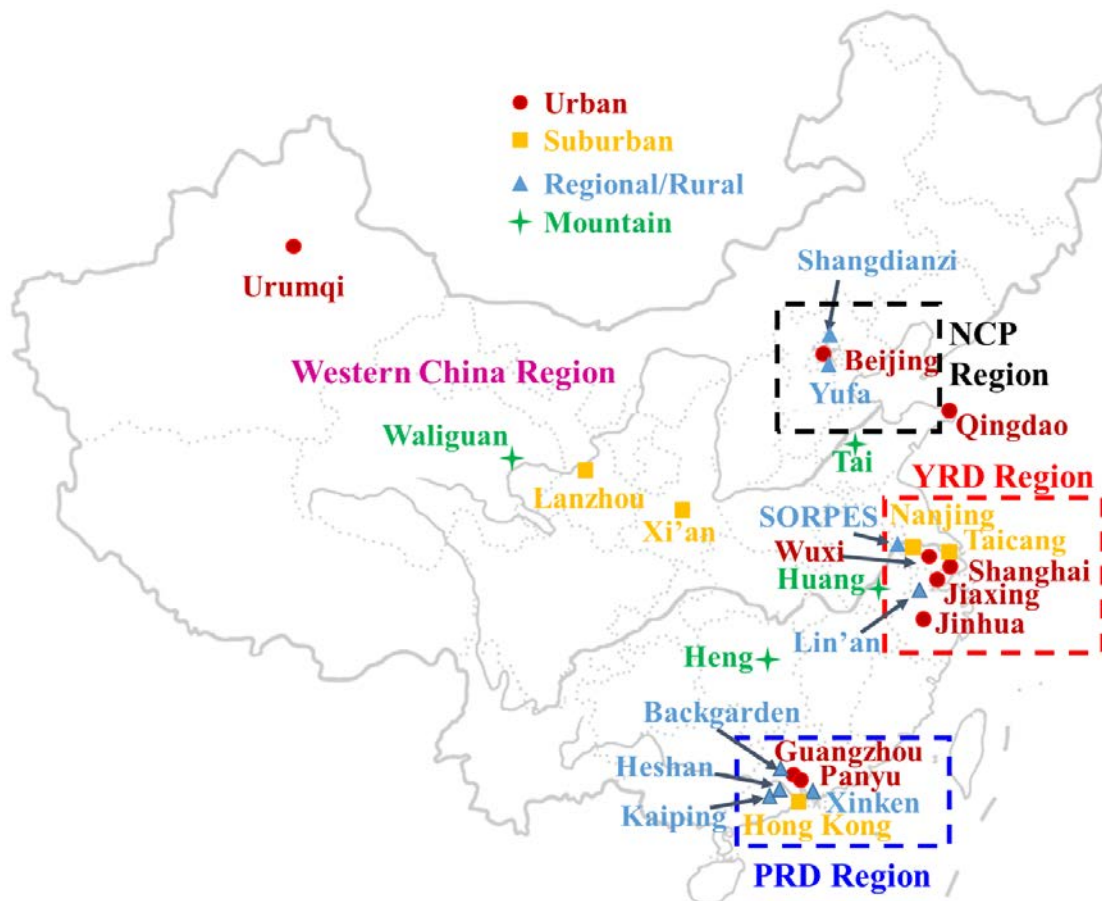 Urban
Suburban
Regional/Rural
Mountain
Urumqi
Shangdianzi
NCP
Region
Beijing
Yufa
Western China Region
Qingdao
Waliguan
Tai
Lanzhou
YRD Region
Xi'an
SORPES
Nanjing
Taicang
Wuxi
Shanghai
Huang
Jiaxing
Jinhua
Lin'an
Heng
Backgarden
Guangzhou
Heshan
Panyu
Kaiping
Xinken
Hong Kong
PRD Region